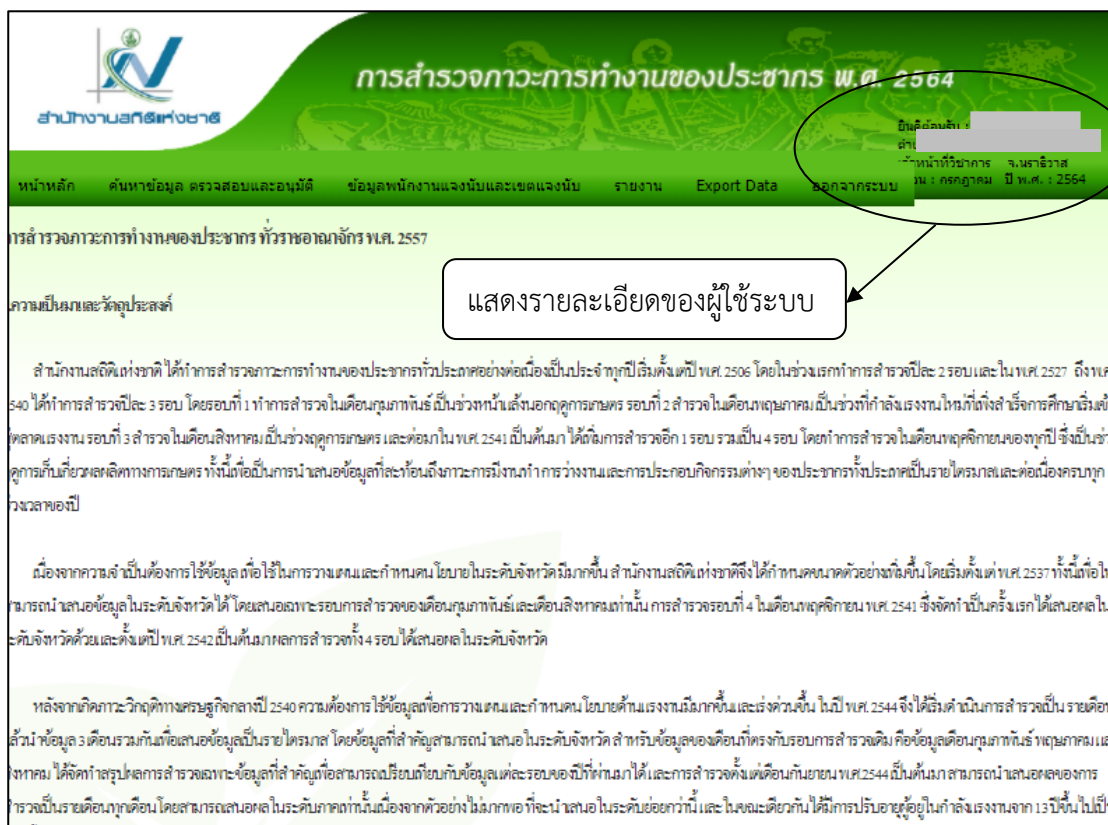 สำนักงานสถิติแห่งชาติ
การสำรวจภาวะการทำงานของประชากร พ.ศ. 2564
ยินดีต้อนรับ :
เจ้าหน้าที่วิชาการ จ.นราธิวาส
หน้าหลัก ค้นหาข้อมูล ตรวจสอบและอนุมัติ ข้อมูลพนักงานแจงนับและเขตแจงนับ รายงาน Export Data ออกจากระบบ : กรกฎาคม ปี พ.ศ. : 2564
การสำรวจภาวะการทำงานของประชากร ทั่วราชอาณาจักร พ.ศ. 2557
แสดงรายละเอียดของผู้ใช้ระบบ
ความเป็นมาและวัตถุประสงค์
สำนักงานสถิติแห่งชาติ ได้ทำการสำรวจภาวะการทำงานของประชากรทั่วประเทศอย่างต่อเนื่องเป็นประจำทุกปี เริ่มตั้งแต่ปี พ.ศ. 2506 โดยในช่วงแรกทำการสำรวจปีละ 2 รอบ และใน พ.ศ. 2527 ถึง พ.ศ.
540 ได้ทำการสำรวจปีละ 3 รอบ โดยรอบที่ 1 ทำการสำรวจในเดือนกุมภาพันธ์ เป็นช่วงหน้าแล้งนอกฤดูการเกษตร รอบที่ 2 สำรวจในเดือนพฤษภาคม เป็นช่วงที่กำลังแรงงานใหม่ที่เพิ่งสำเร็จการศึกษาเริ่มเข้
ตลาดแรงงาน รอบที่ 3 สำรวจในเดือนสิงหาคม เป็นช่วงฤดูการเกษตร และต่อมาใน พ.ศ. 2541 เป็นต้นมา ได้เพิ่มการสำรวจอีก 1 รอบ รวมเป็น 4 รอบ โดยทำการสำรวจในเดือนพฤศจิกายนของทุกปี ซึ่งเป็นช่ว
ฤดูการเก็บเกี่ยวผลผลิตทางการเกษตร ทั้งนี้เพื่อเป็นการนำเสนอข้อมูลที่สะท้อนถึงภาวะการมีงานทำ การว่างงาน และการประกอบกิจกรรมต่างๆ ของประชากรทั้งประเทศเป็นรายไตรมาส และต่อเนื่องครบทุก
ช่วงเวลาของปี
เนื่องจากความจำเป็นต้องการใช้ข้อมูลเพื่อใช้ในการวางแผนและกำหนดนโยบายในระดับจังหวัดมีมากขึ้น สำนักงานสถิติแห่งชาติจึงได้กำหนดขนาดตัวอย่างเพิ่มขึ้น โดยเริ่มตั้งแต่ พ.ศ. 2537 ทั้งนี้เพื่อให้
สามารถนำเสนอข้อมูลในระดับจังหวัดได้ โดยเสนอเฉพาะรอบการสำรวจของเดือนกุมภาพันธ์และเดือนสิงหาคมเท่านั้น การสำรวจรอบที่ 4 ในเดือนพฤศจิกายน พ.ศ. 2541 ซึ่งจัดทำเป็นครั้งแรกได้เสนอผลใน
ระดับจังหวัดด้วย และตั้งแต่ปี พ.ศ. 2542 เป็นต้นมา ผลการสำรวจทั้ง 4 รอบ ได้เสนอผลในระดับจังหวัด
หลังจากเกิดภาวะวิกฤติทางเศรษฐกิจกลางปี 2540 ความต้องการใช้ข้อมูลเพื่อการวางแผนและกำหนดนโยบายด้านแรงงานมีมากขึ้นและเร่งด่วนขึ้น ในปี พ.ศ. 2544 จึงได้เริ่มดำเนินการสำรวจเป็น รายเดือน
แล้วนำข้อมูล 3 เดือนรวมกันเพื่อเสนอข้อมูลเป็นรายไตรมาส โดยข้อมูลที่สำคัญสามารถนำเสนอในระดับจังหวัด สำหรับข้อมูลของเดือนที่ตรงกับรอบการสำรวจเดิม คือข้อมูลเดือนกุมภาพันธ์ พฤษภาคม และ
สิงหาคม ได้จัดทำสรุปผลการสำรวจเฉพาะข้อมูลที่สำคัญเพื่อสามารถเปรียบเทียบกับข้อมูลแต่ละรอบของปีที่ผ่านมาได้ และการสำรวจตั้งแต่เดือนกันยายน พ.ศ. 2544 เป็นต้นมา สามารถนำเสนอผลของการ
สำรวจเป็นรายเดือนทุกเดือน โดยสามารถเสนอผลในระดับภาคเท่านั้นเนื่องจากตัวอย่างไม่มากพอที่จะนำเสนอในระดับย่อยกว่านี้ และในขณะเดียวกัน ได้มีการปรับอายุผู้อยู่ในกำลังแรงงานจาก 13 ปีขึ้นไปเป็น